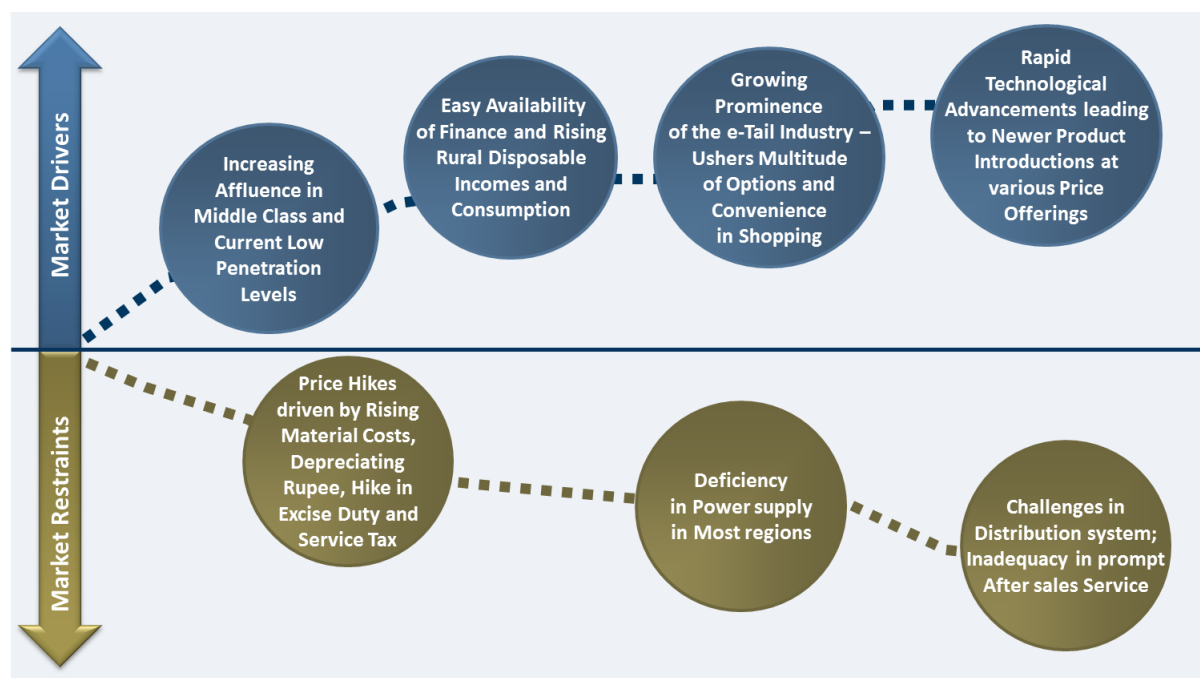 Market Drivers
Increasing
Affluence in
Middle Class and
Current Low
Penetration
Levels
Easy Availability
of Finance and Rising
Rural Disposable
Incomes and
Consumption
Growing
Prominence
of the e-Tail Industry –
Ushers Multitude
of Options and
Convenience
in Shopping
Rapid
Technological
Advancements leading
to Newer Product
Introductions at
various Price
Offerings
Market Restraints
Price Hikes
driven by Rising
Material Costs,
Depreciating
Rupee, Hike in
Excise Duty and
Service Tax
Deficiency
in Power supply
in Most regions
Challenges in
Distribution system;
Inadequacy in prompt
After sales Service